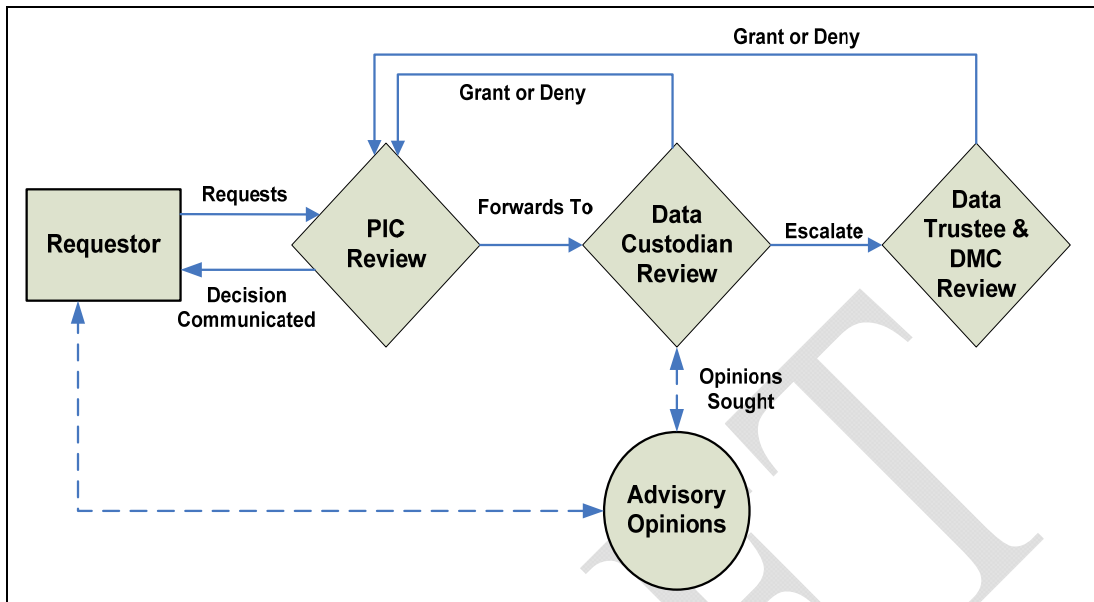 Grant or Deny
Grant or Deny
Requests
Requestor
Decision
Communicated
PIC
Review
Forwards To
Data
Custodian
Review
Escalate
Data
Trustee &
DMC
Review
Opinions
Sought
Advisory
Opinions